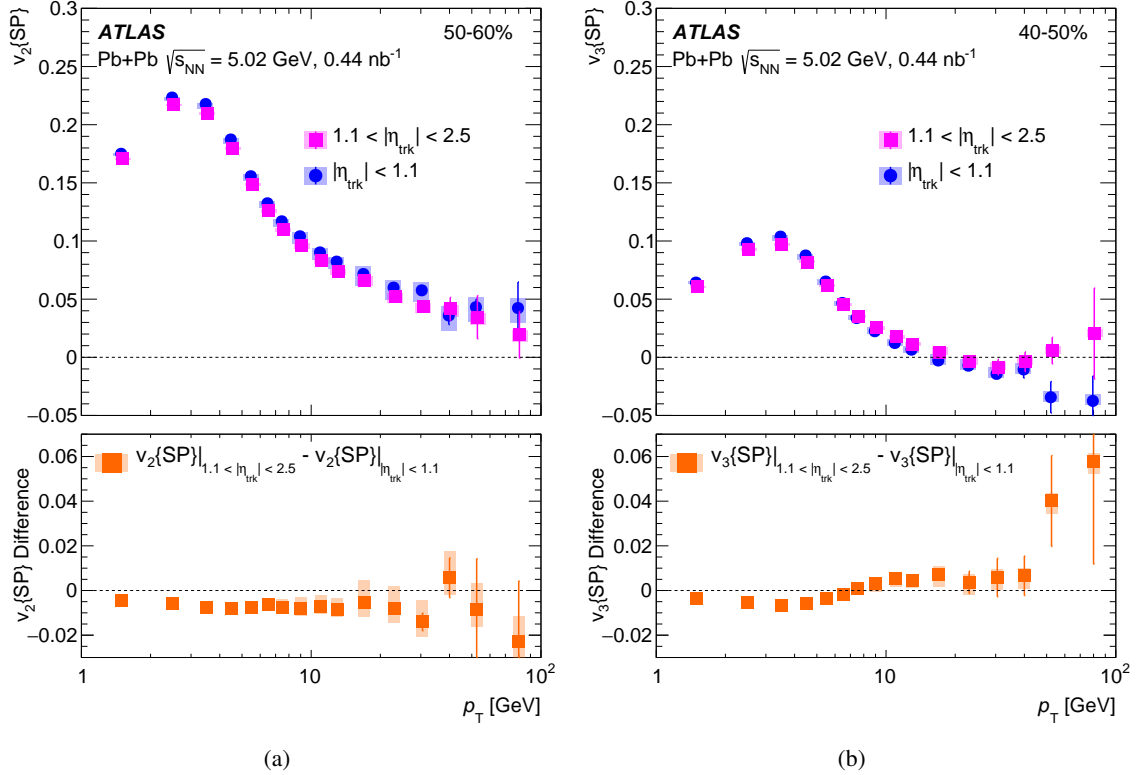 v₂{SP}
0.3
0.25
0.2
0.15
0.1
0.05
0
−0.05
ATLAS 50-60%
Pb+Pb √sNN = 5.02 GeV, 0.44 nb⁻¹
1.1 < |ηtrk| < 2.5
|ηtrk| < 1.1
v₂{SP} Difference
0.06
0.04
0.02
0
−0.02
v₂{SP}|1.1 < |ηtrk| < 2.5 - v₂{SP}||ηtrk| < 1.1
1 10 10²
pT [GeV]
(a)
v₃{SP}
0.3
0.25
0.2
0.15
0.1
0.05
0
−0.05
ATLAS 40-50%
Pb+Pb √sNN = 5.02 GeV, 0.44 nb⁻¹
1.1 < |ηtrk| < 2.5
|ηtrk| < 1.1
v₃{SP} Difference
0.06
0.04
0.02
0
−0.02
v₃{SP}|1.1 < |ηtrk| < 2.5 - v₃{SP}||ηtrk| < 1.1
1 10 10²
pT [GeV]
(b)